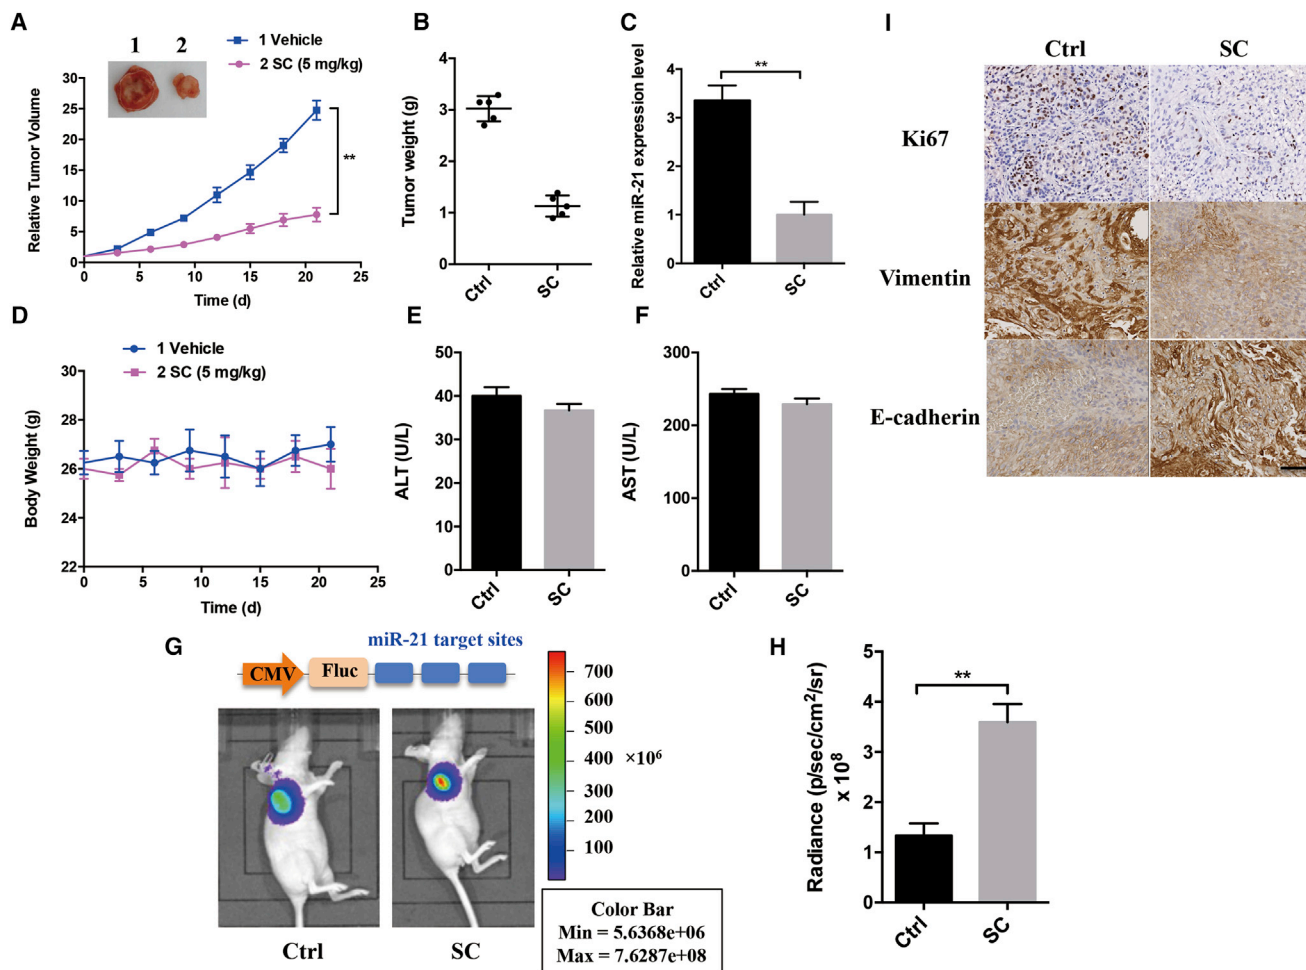 A
1 Vehicle
2 SC (5 mg/kg)
1 2
Relative Tumor Volume
30
25
20
15
10
5
0
**
0 5 10 15 20 25
Time (d)
B
Tumor weight (g)
4
3
2
1
0
Ctrl SC
C
Relative miR-21 expression level
4
3
2
1
0
**
Ctrl SC
D
1 Vehicle
2 SC (5 mg/kg)
Body Weight (g)
30
28
26
24
22
0 5 10 15 20 25
Time (d)
E
ALT (U/L)
50
40
30
20
10
0
Ctrl SC
F
AST (U/L)
300
200
100
0
Ctrl SC
G
miR-21 target sites
CMV Fluc
700
600
500
400
300
200
100
×10⁶
Ctrl SC
Color Bar
Min = 5.6368e+06
Max = 7.6287e+08
H
Radiance (p/sec/cm²/sr)
x 10⁸
5
4
3
2
1
0
**
Ctrl SC
I
Ctrl SC
Ki67
Vimentin
E-cadherin